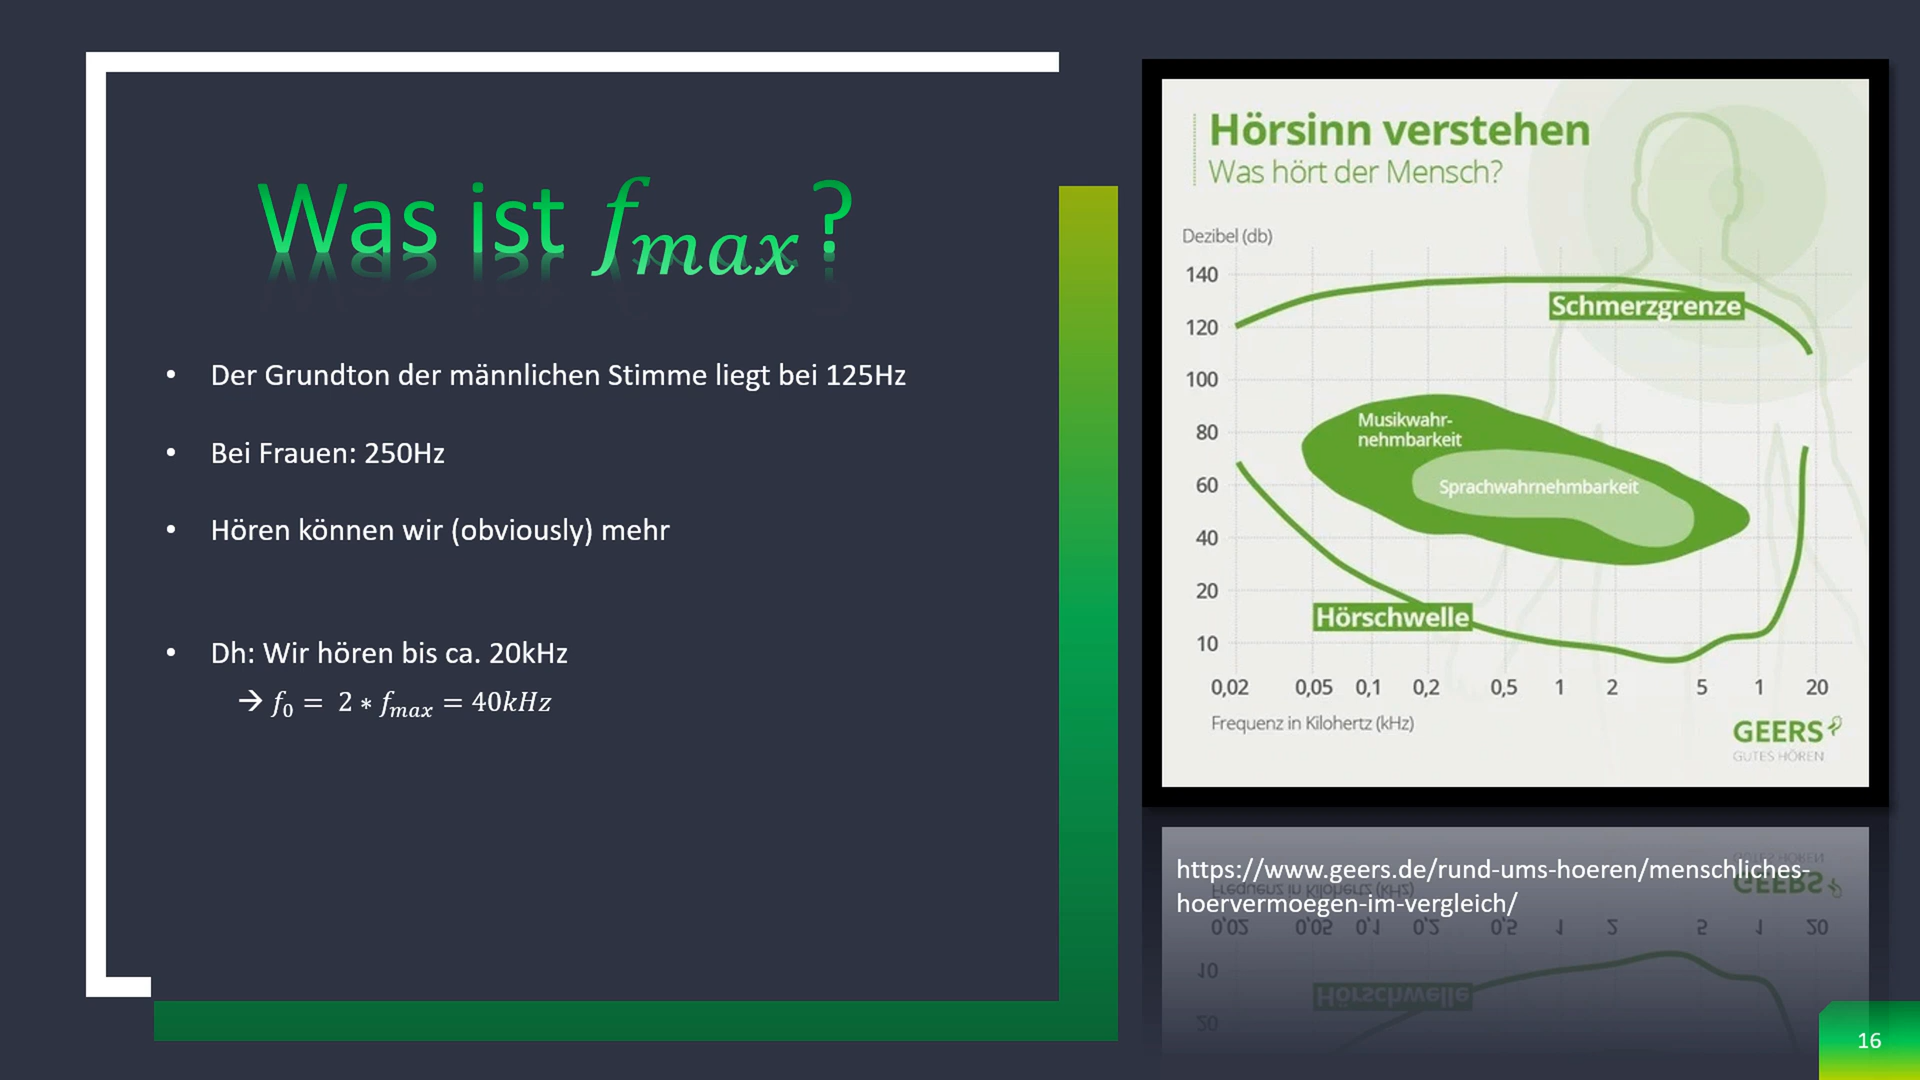 Was ist f_max?
• Der Grundton der männlichen Stimme liegt bei 125Hz
• Bei Frauen: 250Hz
• Hören können wir (obviously) mehr
• Dh: Wir hören bis ca. 20kHz
→ f_0 = 2 * f_max = 40kHz
Hörsinn verstehen
Was hört der Mensch?
Dezibel (db)
140
120
100
80
60
40
20
10
Schmerzgrenze
Musikwahr-
nehmbarkeit
Sprachwahrnehmbarkeit
Hörschwelle
0,02 0,05 0,1 0,2 0,5 1 2 5 1 20
Frequenz in Kilohertz (kHz)
GEERS
GUTES HÖREN
https://www.geers.de/rund-ums-hoeren/menschliches-
hoervermoegen-im-vergleich/
16